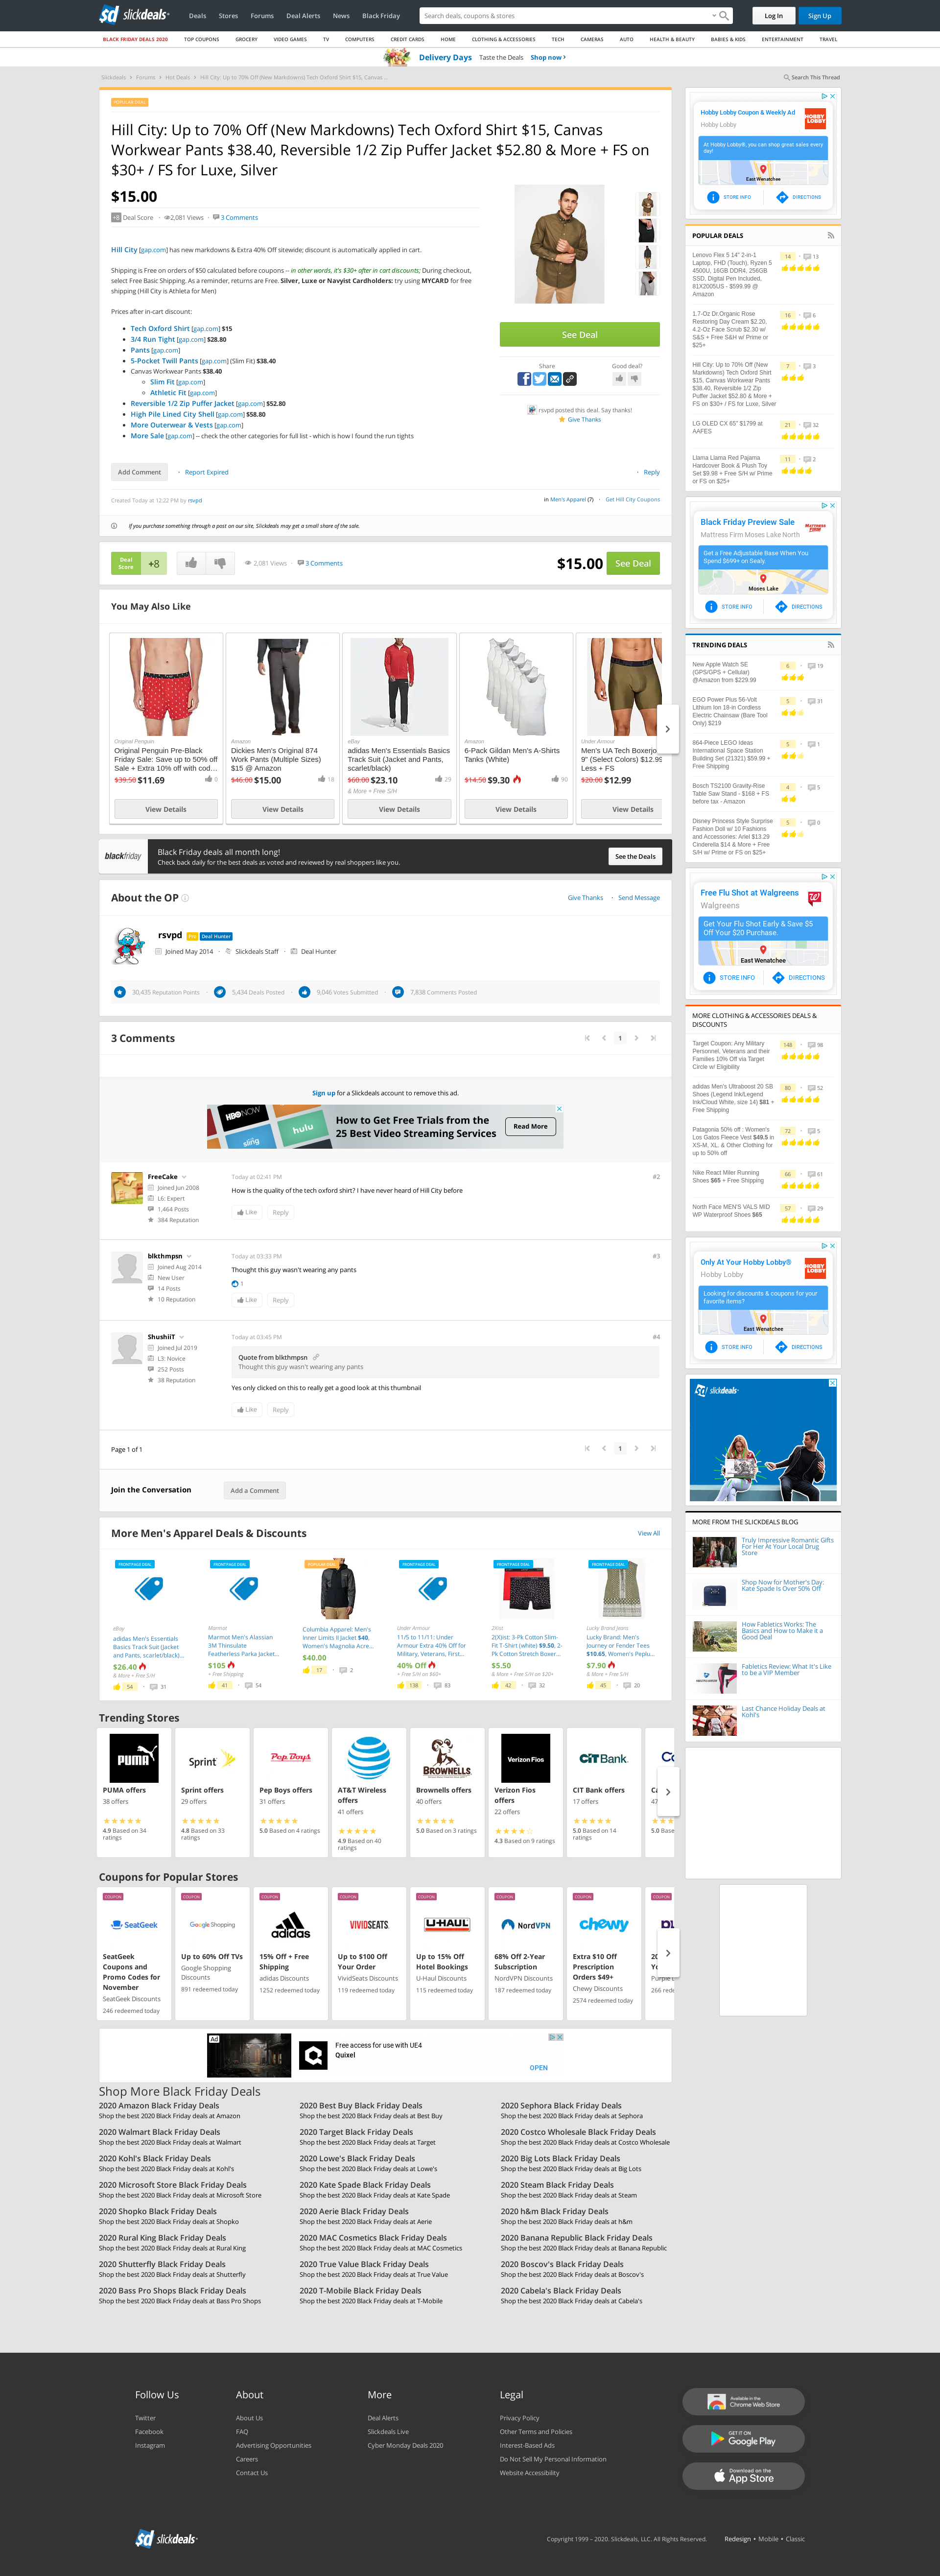 slickdeals
Deals Stores Forums Deal Alerts News Black Friday
Search deals, coupons & stores
Log In Sign Up
BLACK FRIDAY DEALS 2020 TOP COUPONS GROCERY VIDEO GAMES TV COMPUTERS CREDIT CARDS HOME CLOTHING & ACCESSORIES TECH CAMERAS AUTO HEALTH & BEAUTY BABIES & KIDS ENTERTAINMENT TRAVEL
Delivery Days Taste the Deals Shop now
Slickdeals Forums Hot Deals Hill City: Up to 70% Off (New Markdowns) Tech Oxford Shirt $15, Canvas ...
Search This Thread
POPULAR DEAL
Hill City: Up to 70% Off (New Markdowns) Tech Oxford Shirt $15, Canvas
Workwear Pants $38.40, Reversible 1/2 Zip Puffer Jacket $52.80 & More + FS on
$30+ / FS for Luxe, Silver
$15.00
+8 Deal Score 2,081 Views 3 Comments
Hill City [gap.com] has new markdowns & Extra 40% Off sitewide; discount is automatically applied in cart.
Shipping is Free on orders of $50 calculated before coupons -- in other words, it's $30+ after in cart discounts; During checkout,
select Free Basic Shipping. As a reminder, returns are Free. Silver, Luxe or Navyist Cardholders: try using MYCARD for free
shipping (Hill City is Athleta for Men)
Prices after in-cart discount:
Tech Oxford Shirt [gap.com] $15
3/4 Run Tight [gap.com] $28.80
Pants [gap.com]
5-Pocket Twill Pants [gap.com] (Slim Fit) $38.40
Canvas Workwear Pants $38.40
Slim Fit [gap.com]
Athletic Fit [gap.com]
Reversible 1/2 Zip Puffer Jacket [gap.com] $52.80
High Pile Lined City Shell [gap.com] $58.80
More Outerwear & Vests [gap.com]
More Sale [gap.com] -- check the other categories for full list - which is how I found the run tights
See Deal
Share Good deal?
rsvpd posted this deal. Say thanks!
Give Thanks
Add Comment Report Expired Reply
Created Today at 12:22 PM by rsvpd
in Men's Apparel (7) Get Hill City Coupons
If you purchase something through a post on our site, Slickdeals may get a small share of the sale.
Deal
Score +8 2,081 Views 3 Comments $15.00 See Deal
You May Also Like
Original Penguin
Original Penguin Pre-Black
Friday Sale: Save up to 50% off
Sale + Extra 10% off with cod...
$39.50 $11.69 0
View Details
Amazon
Dickies Men's Original 874
Work Pants (Multiple Sizes)
$15 @ Amazon
$46.00 $15.00 18
View Details
eBay
adidas Men's Essentials Basics
Track Suit (Jacket and Pants,
scarlet/black)
$60.00 $23.10 29
& More + Free S/H
View Details
Amazon
6-Pack Gildan Men's A-Shirts
Tanks (White)
$14.50 $9.30 90
View Details
Under Armour
Men's UA Tech Boxerjo
9" (Select Colors) $12.99
Less + FS
$20.00 $12.99
View Details
blackfriday
Black Friday deals all month long!
Check back daily for the best deals as voted and reviewed by real shoppers like you.
See the Deals
About the OP
Give Thanks Send Message
rsvpd Pro Deal Hunter
Joined May 2014 Slickdeals Staff Deal Hunter
30,435 Reputation Points 5,434 Deals Posted 9,046 Votes Submitted 7,838 Comments Posted
3 Comments
1
Sign up for a Slickdeals account to remove this ad.
HBO NOW
sling
hulu
How to Get Free Trials from the
25 Best Video Streaming Services
Read More
FreeCake
Joined Jun 2008
L6: Expert
1,464 Posts
384 Reputation
Today at 02:41 PM #2
How is the quality of the tech oxford shirt? I have never heard of Hill City before
Like Reply
blkthmpsn
Joined Aug 2014
New User
14 Posts
10 Reputation
Today at 03:33 PM #3
Thought this guy wasn't wearing any pants
1
Like Reply
ShushiiT
Joined Jul 2019
L3: Novice
252 Posts
38 Reputation
Today at 03:45 PM #4
Quote from blkthmpsn
Thought this guy wasn't wearing any pants
Yes only clicked on this to really get a good look at this thumbnail
Like Reply
Page 1 of 1
1
Join the Conversation Add a Comment
More Men's Apparel Deals & Discounts
View All
FRONTPAGE DEAL
eBay
adidas Men's Essentials
Basics Track Suit (Jacket
and Pants, scarlet/black)...
$26.40
& More + Free S/H
54 31
FRONTPAGE DEAL
Marmot
Marmot Men's Alassian
3M Thinsulate
Featherless Parka Jacket...
$105
+ Free Shipping
41 54
POPULAR DEAL
Columbia Apparel: Men's
Inner Limits II Jacket $40,
Women's Magnolia Acre...
$40.00
17 2
FRONTPAGE DEAL
Under Armour
11/5 to 11/11: Under
Armour Extra 40% Off for
Military, Veterans, First...
40% Off
+ Free S/H on $60+
138 83
FRONTPAGE DEAL
2Xist
2(X)ist: 3-Pk Cotton Slim-
Fit T-Shirt (white) $9.50, 2-
Pk Cotton Stretch Boxer...
$5.50
& More + Free S/H on $20+
42 32
FRONTPAGE DEAL
Lucky Brand Jeans
Lucky Brand: Men's
Journey or Fender Tees
$10.65, Women's Peplu...
$7.90
& More + Free S/H
45 20
Trending Stores
PUMA
PUMA offers
38 offers
4.9 Based on 34
ratings
Sprint
Sprint offers
29 offers
4.8 Based on 33
ratings
Pep Boys
Pep Boys offers
31 offers
5.0 Based on 4 ratings
AT&T Wireless
offers
41 offers
4.9 Based on 40
ratings
BROWNELLS
Brownells offers
40 offers
5.0 Based on 3 ratings
Verizon Fios
Verizon Fios
offers
22 offers
4.3 Based on 9 ratings
CIT Bank
CIT Bank offers
17 offers
5.0 Based on 14
ratings
Coupons for Popular Stores
COUPON
SeatGeek
SeatGeek
Coupons and
Promo Codes for
November
SeatGeek Discounts
246 redeemed today
COUPON
Google Shopping
Up to 60% Off TVs
Google Shopping
Discounts
891 redeemed today
COUPON
adidas
15% Off + Free
Shipping
adidas Discounts
1252 redeemed today
COUPON
VIVIDSEATS
Up to $100 Off
Your Order
VividSeats Discounts
119 redeemed today
COUPON
U-HAUL
Up to 15% Off
Hotel Bookings
U-Haul Discounts
115 redeemed today
COUPON
NordVPN
68% Off 2-Year
Subscription
NordVPN Discounts
187 redeemed today
COUPON
chewy
Extra $10 Off
Prescription
Orders $49+
Chewy Discounts
2574 redeemed today
COUPON
Ad
Free access for use with UE4
Quixel
OPEN
Shop More Black Friday Deals
2020 Amazon Black Friday Deals
Shop the best 2020 Black Friday deals at Amazon
2020 Best Buy Black Friday Deals
Shop the best 2020 Black Friday deals at Best Buy
2020 Sephora Black Friday Deals
Shop the best 2020 Black Friday deals at Sephora
2020 Walmart Black Friday Deals
Shop the best 2020 Black Friday deals at Walmart
2020 Target Black Friday Deals
Shop the best 2020 Black Friday deals at Target
2020 Costco Wholesale Black Friday Deals
Shop the best 2020 Black Friday deals at Costco Wholesale
2020 Kohl's Black Friday Deals
Shop the best 2020 Black Friday deals at Kohl's
2020 Lowe's Black Friday Deals
Shop the best 2020 Black Friday deals at Lowe's
2020 Big Lots Black Friday Deals
Shop the best 2020 Black Friday deals at Big Lots
2020 Microsoft Store Black Friday Deals
Shop the best 2020 Black Friday deals at Microsoft Store
2020 Kate Spade Black Friday Deals
Shop the best 2020 Black Friday deals at Kate Spade
2020 Steam Black Friday Deals
Shop the best 2020 Black Friday deals at Steam
2020 Shopko Black Friday Deals
Shop the best 2020 Black Friday deals at Shopko
2020 Aerie Black Friday Deals
Shop the best 2020 Black Friday deals at Aerie
2020 h&m Black Friday Deals
Shop the best 2020 Black Friday deals at h&m
2020 Rural King Black Friday Deals
Shop the best 2020 Black Friday deals at Rural King
2020 MAC Cosmetics Black Friday Deals
Shop the best 2020 Black Friday deals at MAC Cosmetics
2020 Banana Republic Black Friday Deals
Shop the best 2020 Black Friday deals at Banana Republic
2020 Shutterfly Black Friday Deals
Shop the best 2020 Black Friday deals at Shutterfly
2020 True Value Black Friday Deals
Shop the best 2020 Black Friday deals at True Value
2020 Boscov's Black Friday Deals
Shop the best 2020 Black Friday deals at Boscov's
2020 Bass Pro Shops Black Friday Deals
Shop the best 2020 Black Friday deals at Bass Pro Shops
2020 T-Mobile Black Friday Deals
Shop the best 2020 Black Friday deals at T-Mobile
2020 Cabela's Black Friday Deals
Shop the best 2020 Black Friday deals at Cabela's
Hobby Lobby Coupon & Weekly Ad
Hobby Lobby
HOBBY LOBBY
At Hobby Lobby®, you can shop great sales every
day!
East Wenatchee
STORE INFO DIRECTIONS
POPULAR DEALS
Lenovo Flex 5 14" 2-in-1
Laptop, FHD (Touch), Ryzen 5
4500U, 16GB DDR4, 256GB
SSD, Digital Pen Included,
81X2005US - $599.99 @
Amazon
14 13
1.7-Oz Dr.Organic Rose
Restoring Day Cream $2.20,
4.2-Oz Face Scrub $2.30 w/
S&S + Free S&H w/ Prime or
$25+
16 6
Hill City: Up to 70% Off (New
Markdowns) Tech Oxford Shirt
$15, Canvas Workwear Pants
$38.40, Reversible 1/2 Zip
Puffer Jacket $52.80 & More +
FS on $30+ / FS for Luxe, Silver
7 3
LG OLED CX 65" $1799 at
AAFES
21 32
Llama Llama Red Pajama
Hardcover Book & Plush Toy
Set $9.98 + Free S/H w/ Prime
or FS on $25+
11 2
Black Friday Preview Sale
Mattress Firm Moses Lake North
MATTRESS FIRM
Get a Free Adjustable Base When You
Spend $699+ on Sealy
Moses Lake
STORE INFO DIRECTIONS
TRENDING DEALS
New Apple Watch SE
(GPS/GPS + Cellular)
@Amazon from $229.99
6 19
EGO Power Plus 56-Volt
Lithium Ion 18-in Cordless
Electric Chainsaw (Bare Tool
Only) $219
5 31
864-Piece LEGO Ideas
International Space Station
Building Set (21321) $59.99 +
Free Shipping
5 1
Bosch TS2100 Gravity-Rise
Table Saw Stand - $168 + FS
before tax - Amazon
4 5
Disney Princess Style Surprise
Fashion Doll w/ 10 Fashions
and Accessories: Ariel $13.29
Cinderella $14 & More + Free
S/H w/ Prime or FS on $25+
5 0
Free Flu Shot at Walgreens
Walgreens
Get Your Flu Shot Early & Save $5
Off Your $20 Purchase.
East Wenatchee
STORE INFO DIRECTIONS
MORE CLOTHING & ACCESSORIES DEALS &
DISCOUNTS
Target Coupon: Any Military
Personnel, Veterans and their
Families 10% Off via Target
Circle w/ Eligibility
148 98
adidas Men's Ultraboost 20 SB
Shoes (Legend Ink/Legend
Ink/Cloud White, size 14) $81 +
Free Shipping
80 52
Patagonia 50% off : Women's
Los Gatos Fleece Vest $49.5 in
XS-M, XL. & Other Clothing for
up to 50% off
72 5
Nike React Miler Running
Shoes $65 + Free Shipping
66 61
North Face MEN'S VALS MID
WP Waterproof Shoes $65
57 29
Only At Your Hobby Lobby®
Hobby Lobby
HOBBY LOBBY
Looking for discounts & coupons for your
favorite items?
East Wenatchee
STORE INFO DIRECTIONS
slickdeals
MORE FROM THE SLICKDEALS BLOG
Truly Impressive Romantic Gifts
For Her At Your Local Drug
Store
Shop Now for Mother's Day:
Kate Spade Is Over 50% Off
How Fabletics Works: The
Basics and How to Make it a
Good Deal
Fabletics Review: What It's Like
to be a VIP Member
Last Chance Holiday Deals at
Kohl's
Follow Us
Twitter
Facebook
Instagram
About
About Us
FAQ
Advertising Opportunities
Careers
Contact Us
More
Deal Alerts
Slickdeals Live
Cyber Monday Deals 2020
Legal
Privacy Policy
Other Terms and Policies
Interest-Based Ads
Do Not Sell My Personal Information
Website Accessibility
Available in the
Chrome Web Store
GET IT ON
Google Play
Download on the
App Store
slickdeals
Copyright 1999 – 2020. Slickdeals, LLC. All Rights Reserved. Redesign • Mobile • Classic